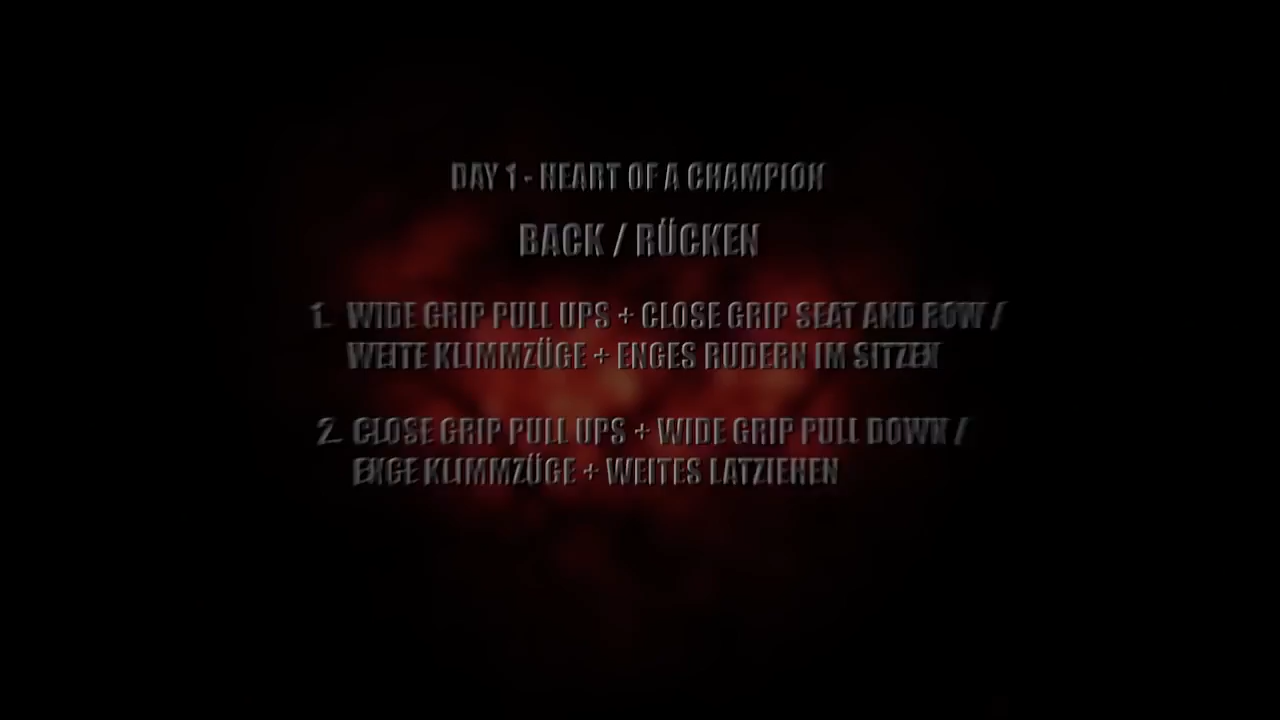 DAY 1 - HEART OF A CHAMPION
BACK / RÜCKEN
1. WIDE GRIP PULL UPS + CLOSE GRIP SEAT AND ROW /
WEITE KLIMMZÜGE + ENGES RUDERN IM SITZEN
2. CLOSE GRIP PULL UPS + WIDE GRIP PULL DOWN /
ENGE KLIMMZÜGE + WEITES LATZIEHEN